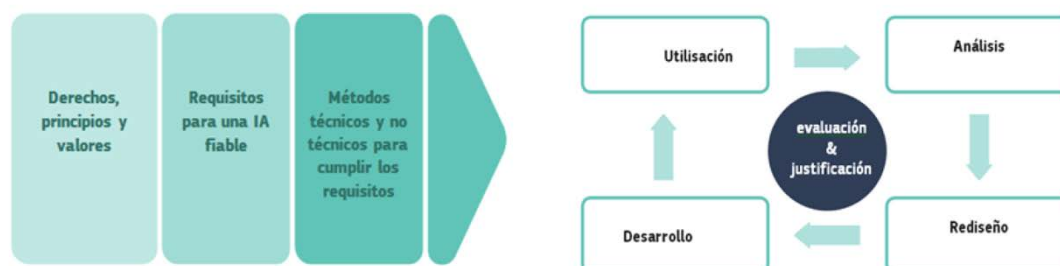 Derechos,
principios y
valores
Requisitos
para una IA
fiable
Métodos
técnicos y no
técnicos para
cumplir los
requisitos
Utilisación
Análisis
evaluación
&
justificación
Desarrollo
Rediseño